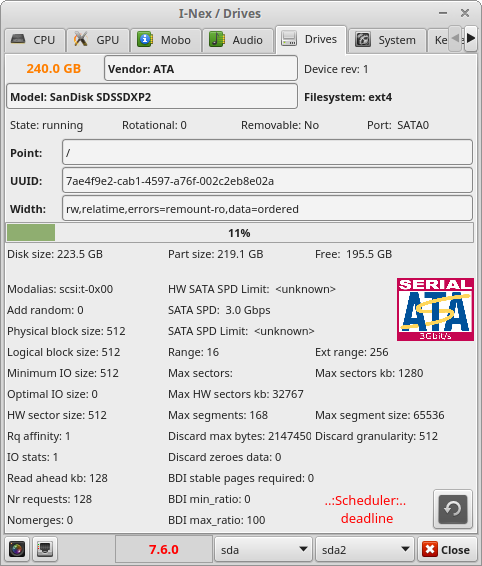 I-Nex / Drives
CPU GPU Mobo Audio Drives System Ke
240.0 GB Vendor: ATA Device rev: 1
Model: SanDisk SDSSDXP2 Filesystem: ext4
State: running Rotational: 0 Removable: No Port: SATA0
Point: /
UUID: 7ae4f9e2-cab1-4597-a76f-002c2eb8e02a
Width: rw,relatime,errors=remount-ro,data=ordered
11%
Disk size: 223.5 GB Part size: 219.1 GB Free: 195.5 GB
Modalias: scsi:t-0x00 HW SATA SPD Limit: <unknown>
SERIAL
ATA
3Gbit/s
Add random: 0 SATA SPD: 3.0 Gbps
Physical block size: 512 SATA SPD Limit: <unknown>
Logical block size: 512 Range: 16 Ext range: 256
Minimum IO size: 512 Max sectors: Max sectors kb: 1280
Optimal IO size: 0 Max HW sectors kb: 32767
HW sector size: 512 Max segments: 168 Max segment size: 65536
Rq affinity: 1 Discard max bytes: 2147450 Discard granularity: 512
IO stats: 1 Discard zeroes data: 0
Read ahead kb: 128 BDI stable pages required: 0
Nr requests: 128 BDI min_ratio: 0 ..:Scheduler:..
Nomerges: 0 BDI max_ratio: 100 deadline
7.6.0 sda sda2 Close